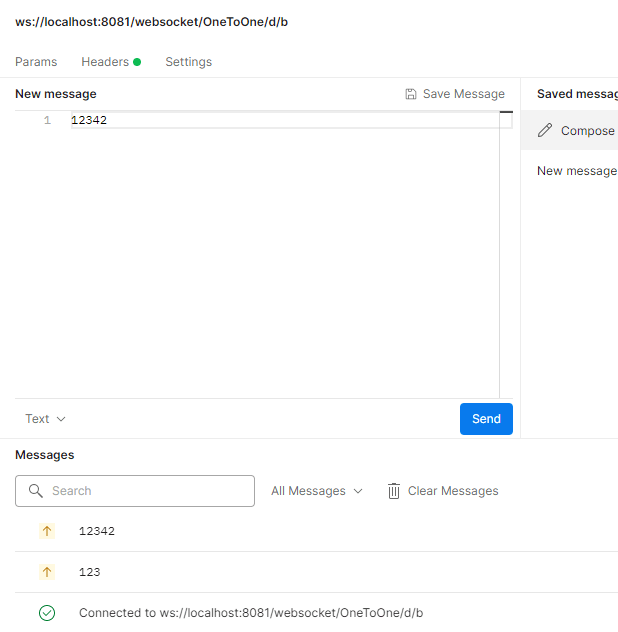 ws://localhost:8081/websocket/OneToOne/d/b
Params Headers Settings
New message Save Message Saved messag
1 12342 Compose
New message
Text Send
Messages
Search All Messages Clear Messages
12342
123
Connected to ws://localhost:8081/websocket/OneToOne/d/b